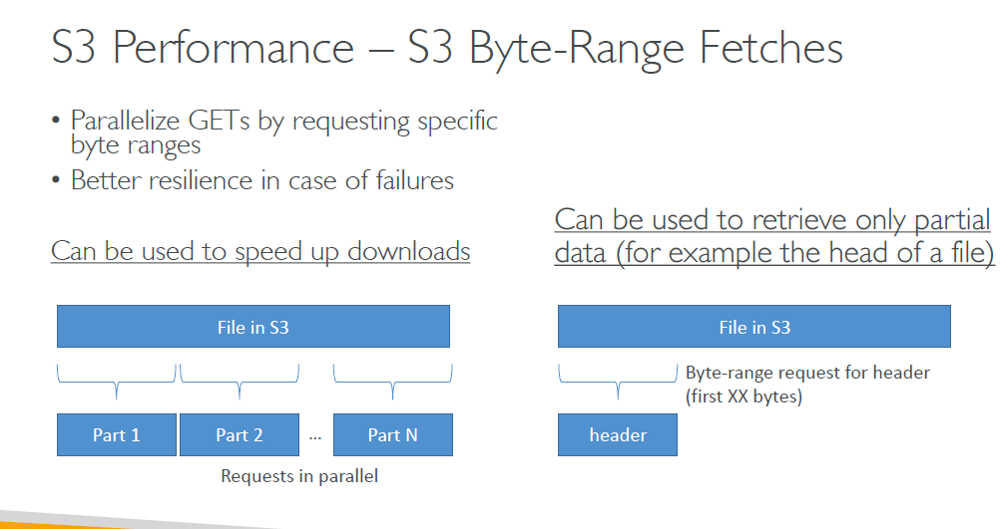 S3 Performance – S3 Byte-Range Fetches
• Parallelize GETs by requesting specific
byte ranges
• Better resilience in case of failures
Can be used to speed up downloads
File in S3
Part 1
Part 2
...
Part N
Requests in parallel
Can be used to retrieve only partial
data (for example the head of a file)
File in S3
Byte-range request for header
(first XX bytes)
header